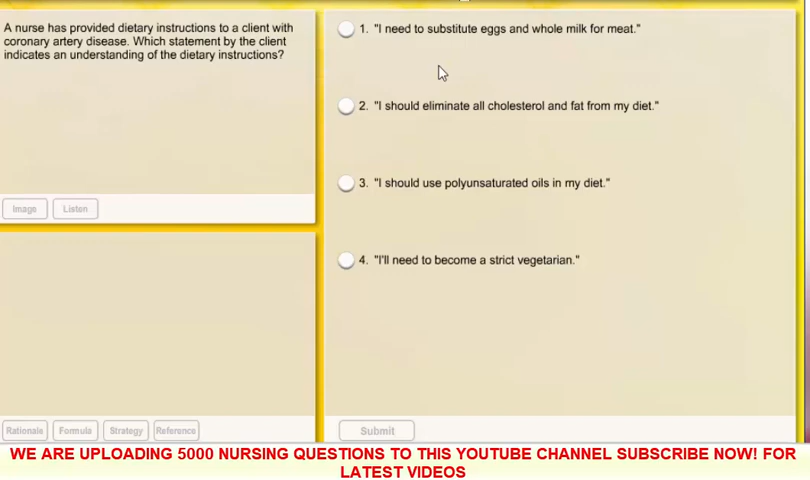 A nurse has provided dietary instructions to a client with
coronary artery disease. Which statement by the client
indicates an understanding of the dietary instructions?
Image
Listen
1. "I need to substitute eggs and whole milk for meat."
2. "I should eliminate all cholesterol and fat from my diet."
3. "I should use polyunsaturated oils in my diet."
4. "I'll need to become a strict vegetarian."
Rationale
Formula
Strategy
Reference
Submit
WE ARE UPLOADING 5000 NURSING QUESTIONS TO THIS YOUTUBE CHANNEL SUBSCRIBE NOW! FOR
LATEST VIDEOS